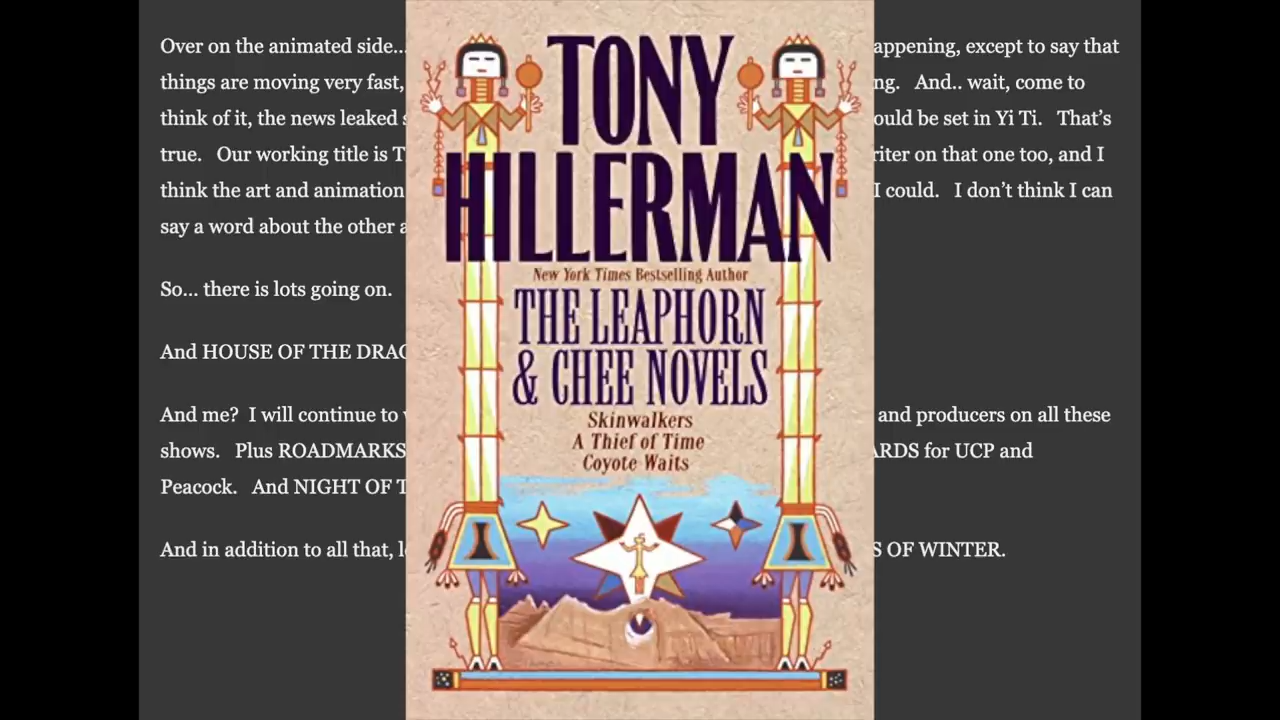 Over on the animated side...
things are moving very fast,
think of it, the news leaked s
true. Our working title is T
think the art and animation
say a word about the other a
So... there is lots going on.
And HOUSE OF THE DRAG
And me? I will continue to w
shows. Plus ROADMARKS
Peacock. And NIGHT OF T
And in addition to all that, l
TONY
HILLERMAN
New York Times Bestselling Author
THE LEAPHORN
& CHEE NOVELS
Skinwalkers
A Thief of Time
Coyote Waits
appening, except to say that
ng. And.. wait, come to
ould be set in Yi Ti. That’s
riter on that one too, and I
I could. I don’t think I can
and producers on all these
ARDS for UCP and
S OF WINTER.